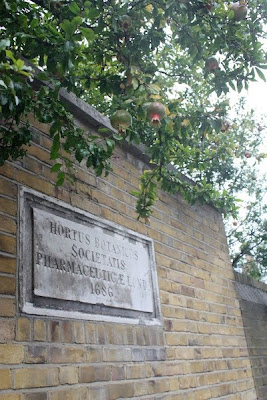 HORTUS BOTANICUS
SOCIETATIS
PHARMACEUTICAE LOND
1686